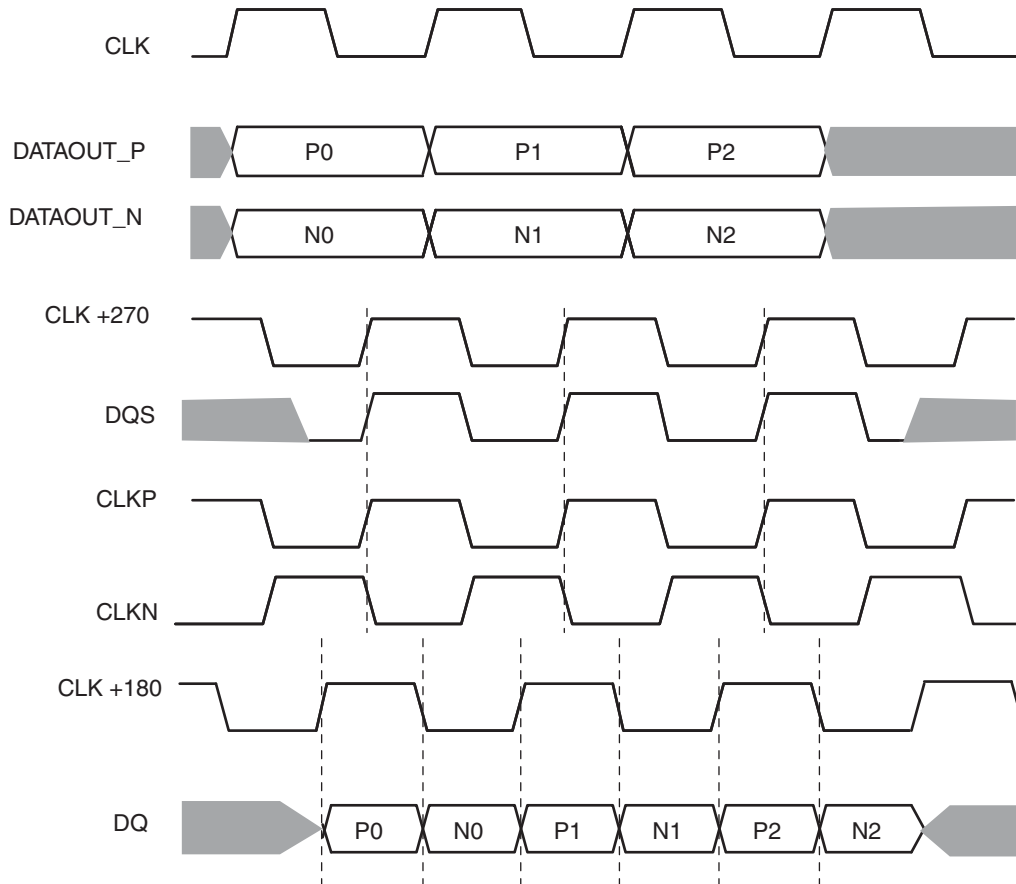 CLK
DATAOUT_P P0 P1 P2
DATAOUT_N N0 N1 N2
CLK +270
DQS
CLKP
CLKN
CLK +180
DQ P0 N0 P1 N1 P2 N2